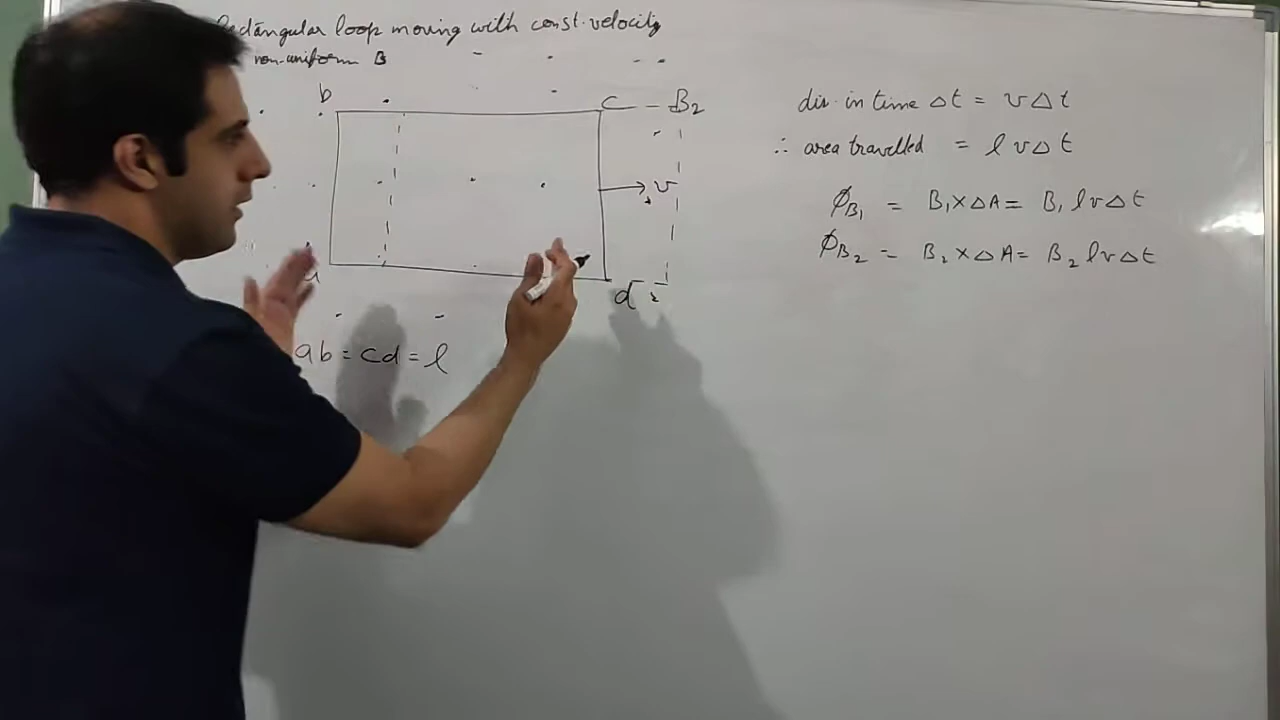 Rectangular loop moving with const. velocity
non-uniform B
b
C - B₂
v
a
d
ab = cd = l
dis. in time Δt = vΔt
∴ area travelled = l vΔt
ϕB₁ = B₁ × ΔA = B₁ l v Δt
ϕB₂ = B₂ × ΔA = B₂ l v Δt